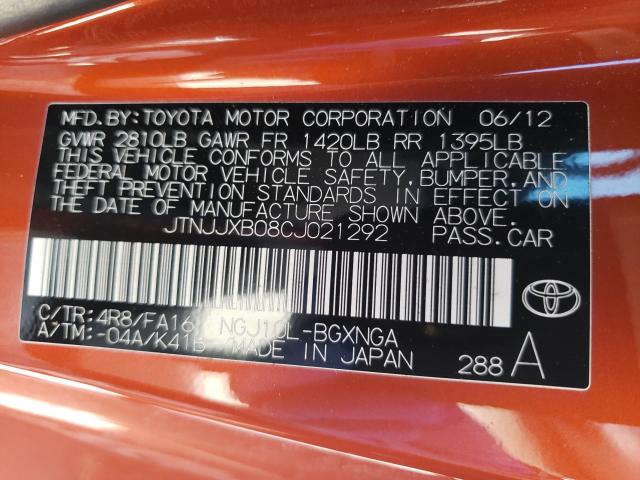 MFD. BY: TOYOTA MOTOR CORPORATION 06/12
GVWR 2810LB GAWR FR 1420LB RR 1395LB
THIS VEHICLE CONFORMS TO ALL APPLICABLE
FEDERAL MOTOR VEHICLE SAFETY, BUMPER, AND
THEFT PREVENTION STANDARDS IN EFFECT ON
THE DATE OF MANUFACTURE SHOWN ABOVE.
JTNJJXB08CJ021292 PASS. CAR
C/TR: 4R8/FA16 NGJ10L-BGXNGA
A/TM: -04A/K41B MADE IN JAPAN
288 A